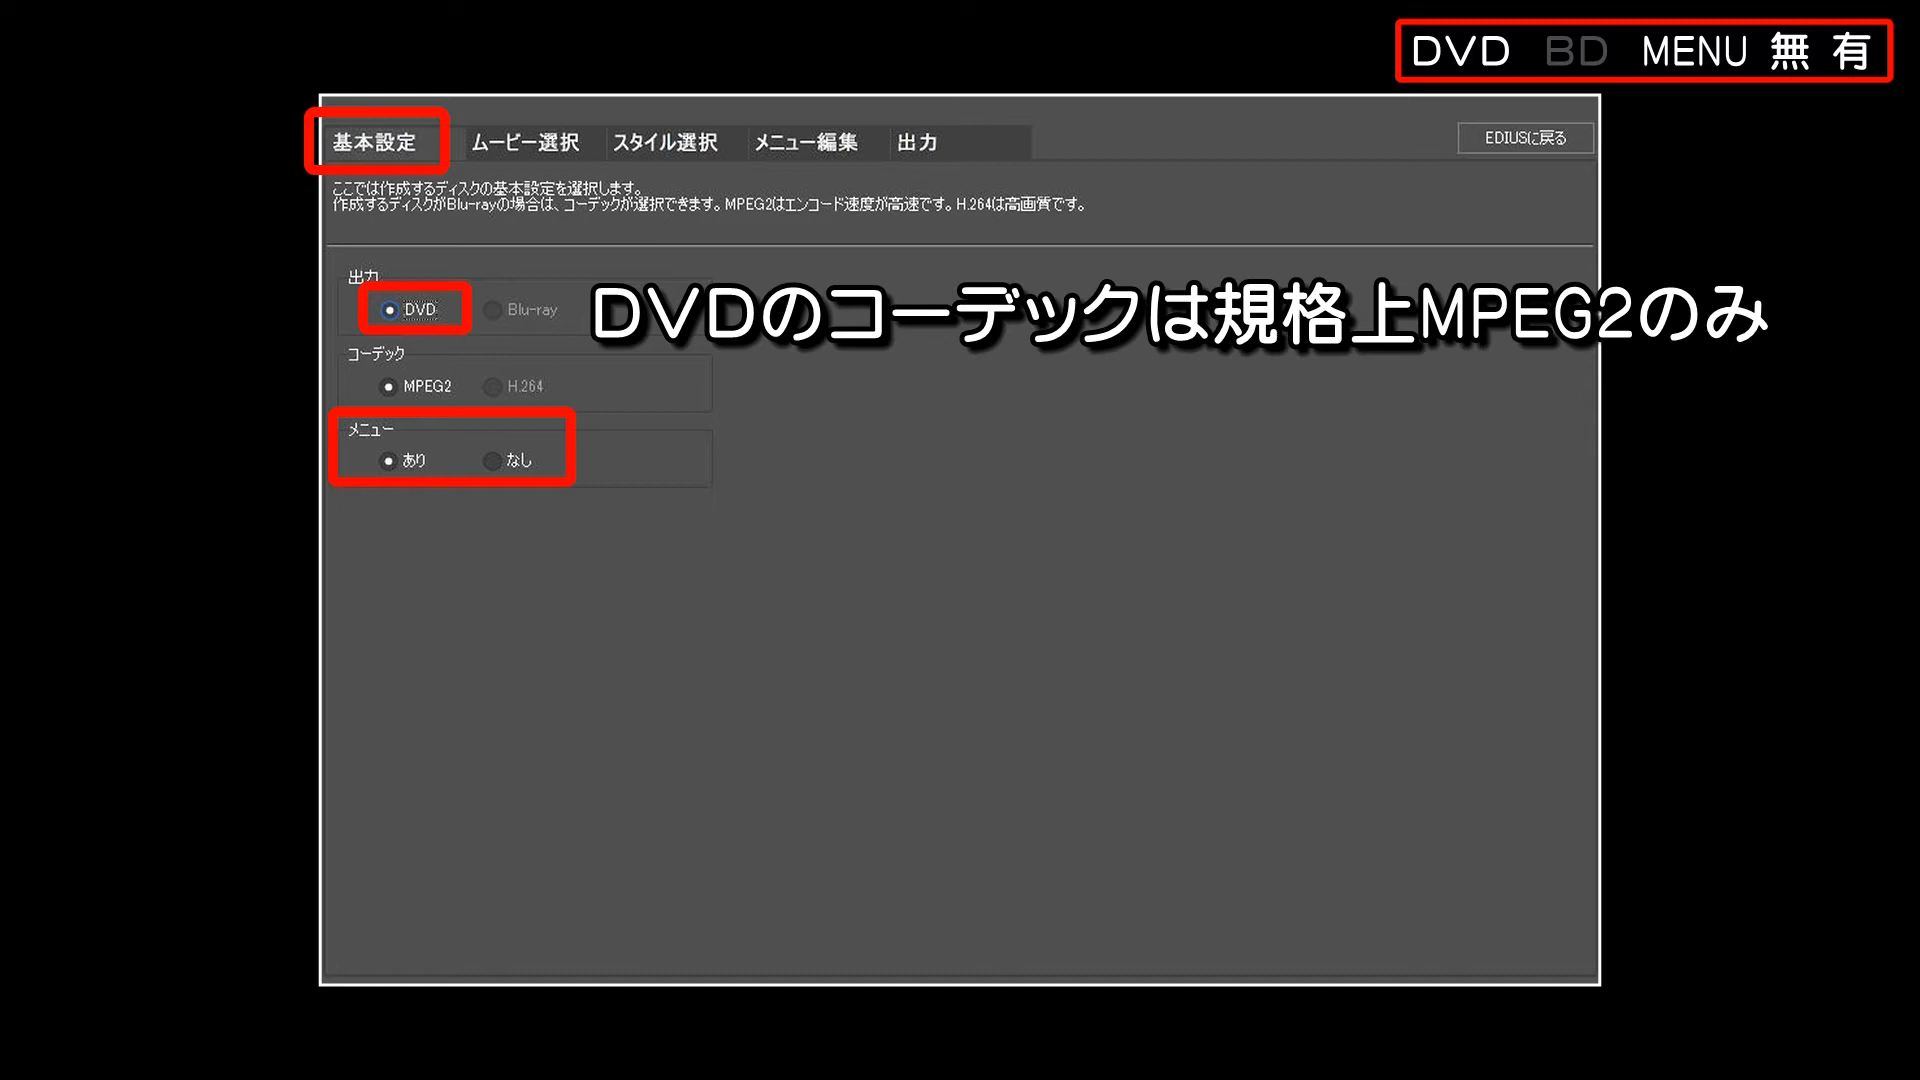 DVD BD MENU 無 有
基本設定 ムービー選択 スタイル選択 メニュー編集 出力 EDIUSに戻る
ここでは作成するディスクの基本設定を選択します。
作成するディスクがBlu-rayの場合は、コーデックが選択できます。MPEG2はエンコード速度が高速です。H.264は高画質です。
出力
DVD Blu-ray
DVDのコーデックは規格上MPEG2のみ
コーデック
MPEG2 H.264
メニュー
あり なし